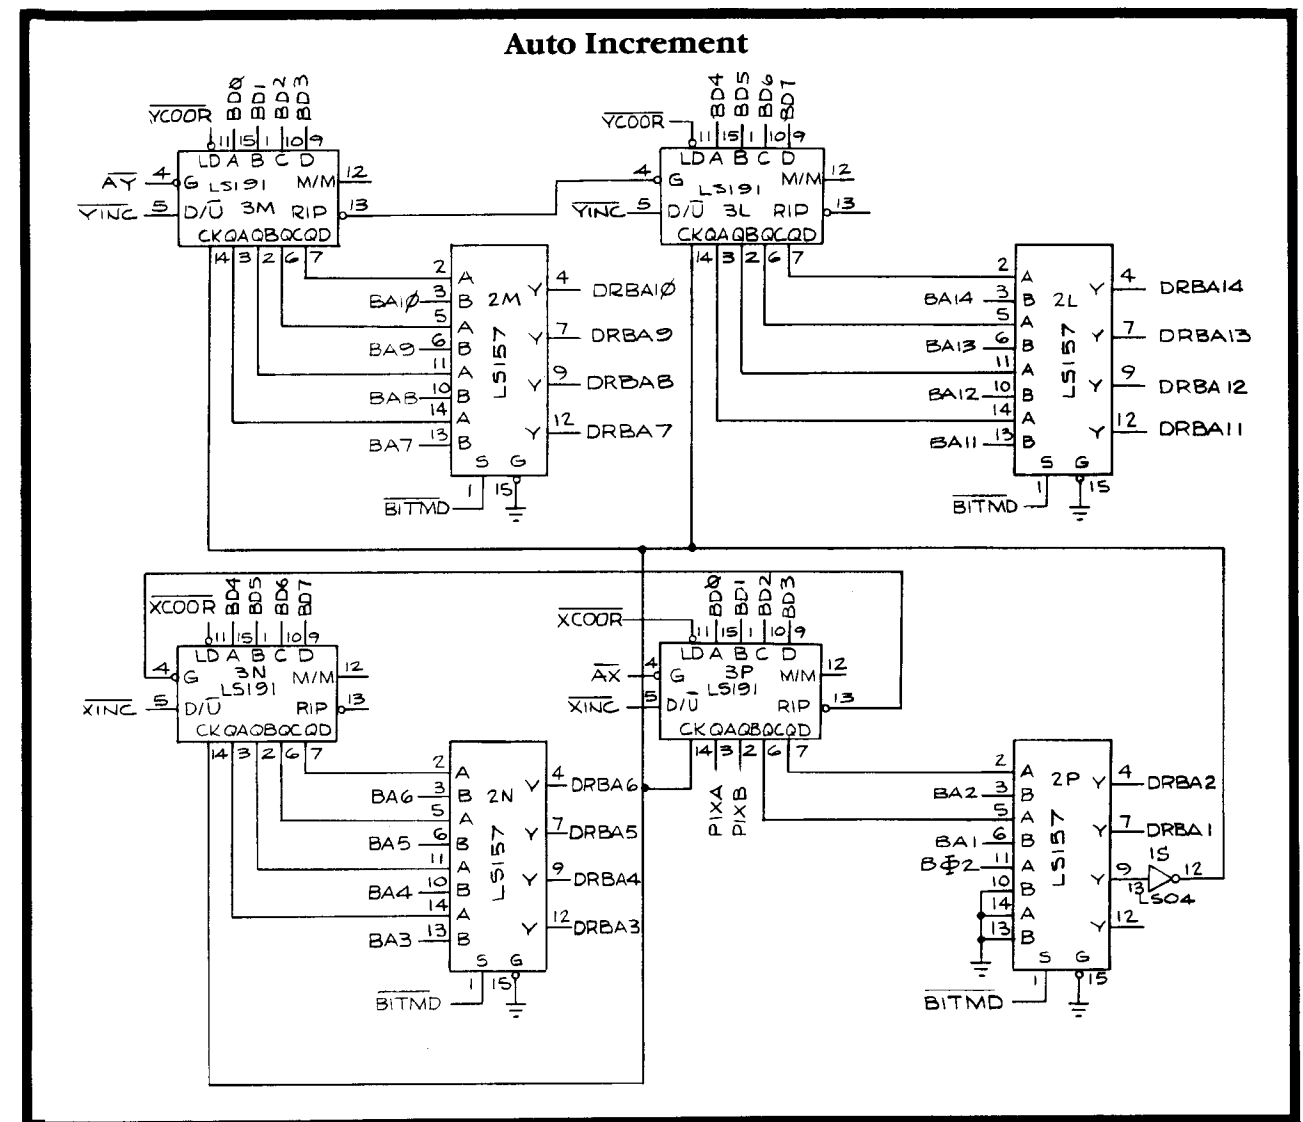 Auto Increment
YCOOR BD0 BD1 BD2 BD3
11 15 1 10 9
LD A B C D
AY 4 G LS191 M/M 12
YINC 5 D/U 3M RIP 13
CK QA QB QC QD
14 3 2 6 7
YCOOR BD4 BD5 BD6 BD7
11 15 1 10 9
LD A B C D
4 G LS191 M/M 12
YINC 5 D/U 3L RIP 13
CK QA QB QC QD
14 3 2 6 7
2 A Y 4 DRBA10
BA10 3 B 2M
5 A Y 7 DRBA9
BA9 6 B LS157
11 A Y 9 DRBA8
BA8 10 B
14 A Y 12 DRBA7
BA7 13 B
S G
1 15
BITMD
2 A Y 4 DRBA14
BA14 3 B 2L
5 A Y 7 DRBA13
BA13 6 B LS157
11 A Y 9 DRBA12
BA12 10 B
14 A Y 12 DRBA11
BA11 13 B
S G
1 15
BITMD
XCOOR BD4 BD5 BD6 BD7
11 15 1 10 9
LD A B C D
4 G 3N M/M 12
LS191
XINC 5 D/U RIP 13
CK QA QB QC QD
14 3 2 6 7
XCOOR BD0 BD1 BD2 BD3
11 15 1 10 9
LD A B C D
AX 4 G 3P M/M 12
LS191
XINC 5 D/U RIP 13
CK QA QB QC QD
14 3 2 6 7
PIXA PIXB
2 A Y 4 DRBA6
BA6 3 B 2N
5 A Y 7 DRBA5
BA5 6 B LS157
11 A Y 9 DRBA4
BA4 10 B
14 A Y 12 DRBA3
BA3 13 B
S G
1 15
BITMD
2 A 2P Y 4 DRBA2
BA2 3 B
5 A Y 7 DRBA1
BA1 6 B LS157
BΦ2 11 A Y 9 13 1S 12
10 B LS04
14 A Y 12
13 B
S G
1 15
BITMD